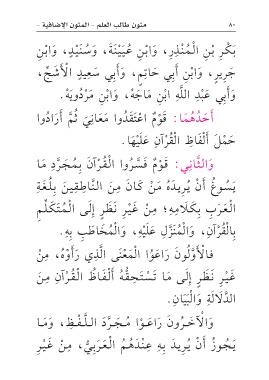 ٨٠
متون طالب العلم - المتون الإضافية -
بَكْرِ بْنِ الْمُنْذِرِ، وَابْنِ عُيَيْنَةَ، وَسُنَيْدٍ، وَابْنِ
جَرِيرٍ، وَابْنِ أَبِي حَاتِمٍ، وَأَبِي سَعِيدٍ الْأَشَجِّ،
وَأَبِي عَبْدِ اللَّهِ ابْنِ مَاجَهْ، وَابْنِ مَرْدُويَهْ.
أَحَدُهُمَا: قَوْمٌ اعْتَقَدُوا مَعَانِيَ ثُمَّ أَرَادُوا
حَمْلَ أَلْفَاظِ الْقُرْآنِ عَلَيْهَا.
وَالثَّانِي: قَوْمٌ فَسَّرُوا الْقُرْآنَ بِمُجَرَّدِ مَا
يَسُوغُ أَنْ يُرِيدَهُ مَنْ كَانَ مِنَ النَّاطِقِينَ بِلُغَةِ
الْعَرَبِ بِكَلَامِهِ؛ مِنْ غَيْرِ نَظَرٍ إِلَى الْمُتَكَلِّمِ
بِالْقُرْآنِ، وَالْمُنَزَّلِ عَلَيْهِ، وَالْمُخَاطَبِ بِهِ.
فَالْأَوَّلُونَ رَاعَوْا الْمَعْنَى الَّذِي رَأَوْهُ، مِنْ
غَيْرِ نَظَرٍ إِلَى مَا تَسْتَحِقُّهُ أَلْفَاظُ الْقُرْآنِ مِنَ
الدَّلَالَةِ وَالْبَيَانِ.
وَالْآخَرُونَ رَاعَوْا مُجَرَّدَ اللَّفْظِ، وَمَا
يَجُوزُ أَنْ يُرِيدَ بِهِ عِنْدَهُمُ الْعَرَبِيُّ، مِنْ غَيْرِ